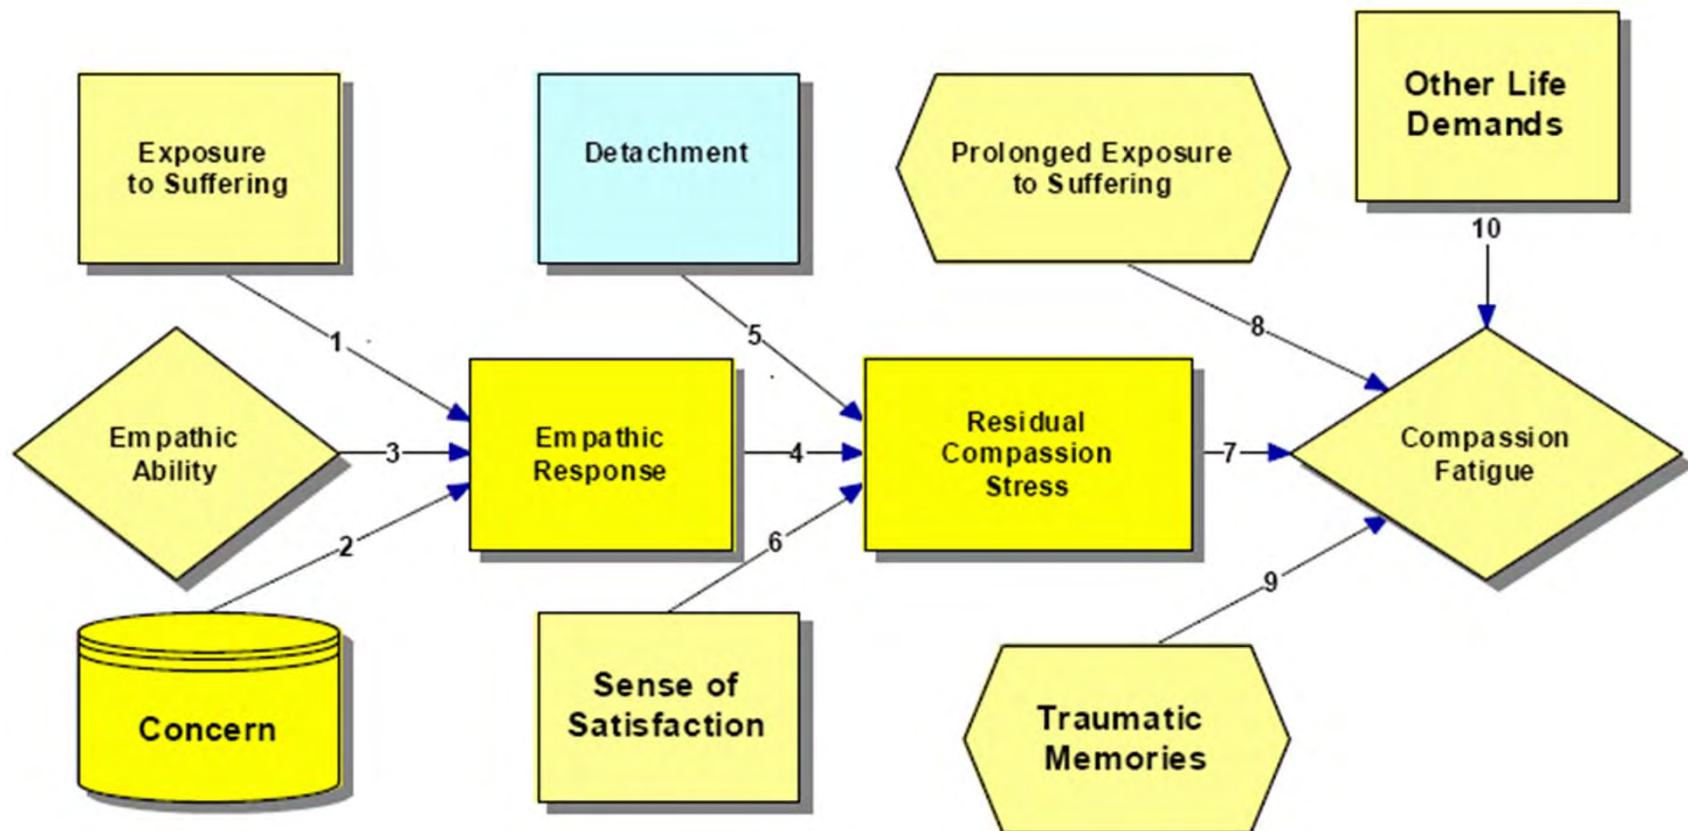 Exposure
to Suffering
Detachment
Prolonged Exposure
to Suffering
Other Life
Demands
10
1
5
8
Empathic
Ability
3
Empathic
Response
4
Residual
Compassion
Stress
7
Compassion
Fatigue
2
6
9
Concern
Sense of
Satisfaction
Traumatic
Memories